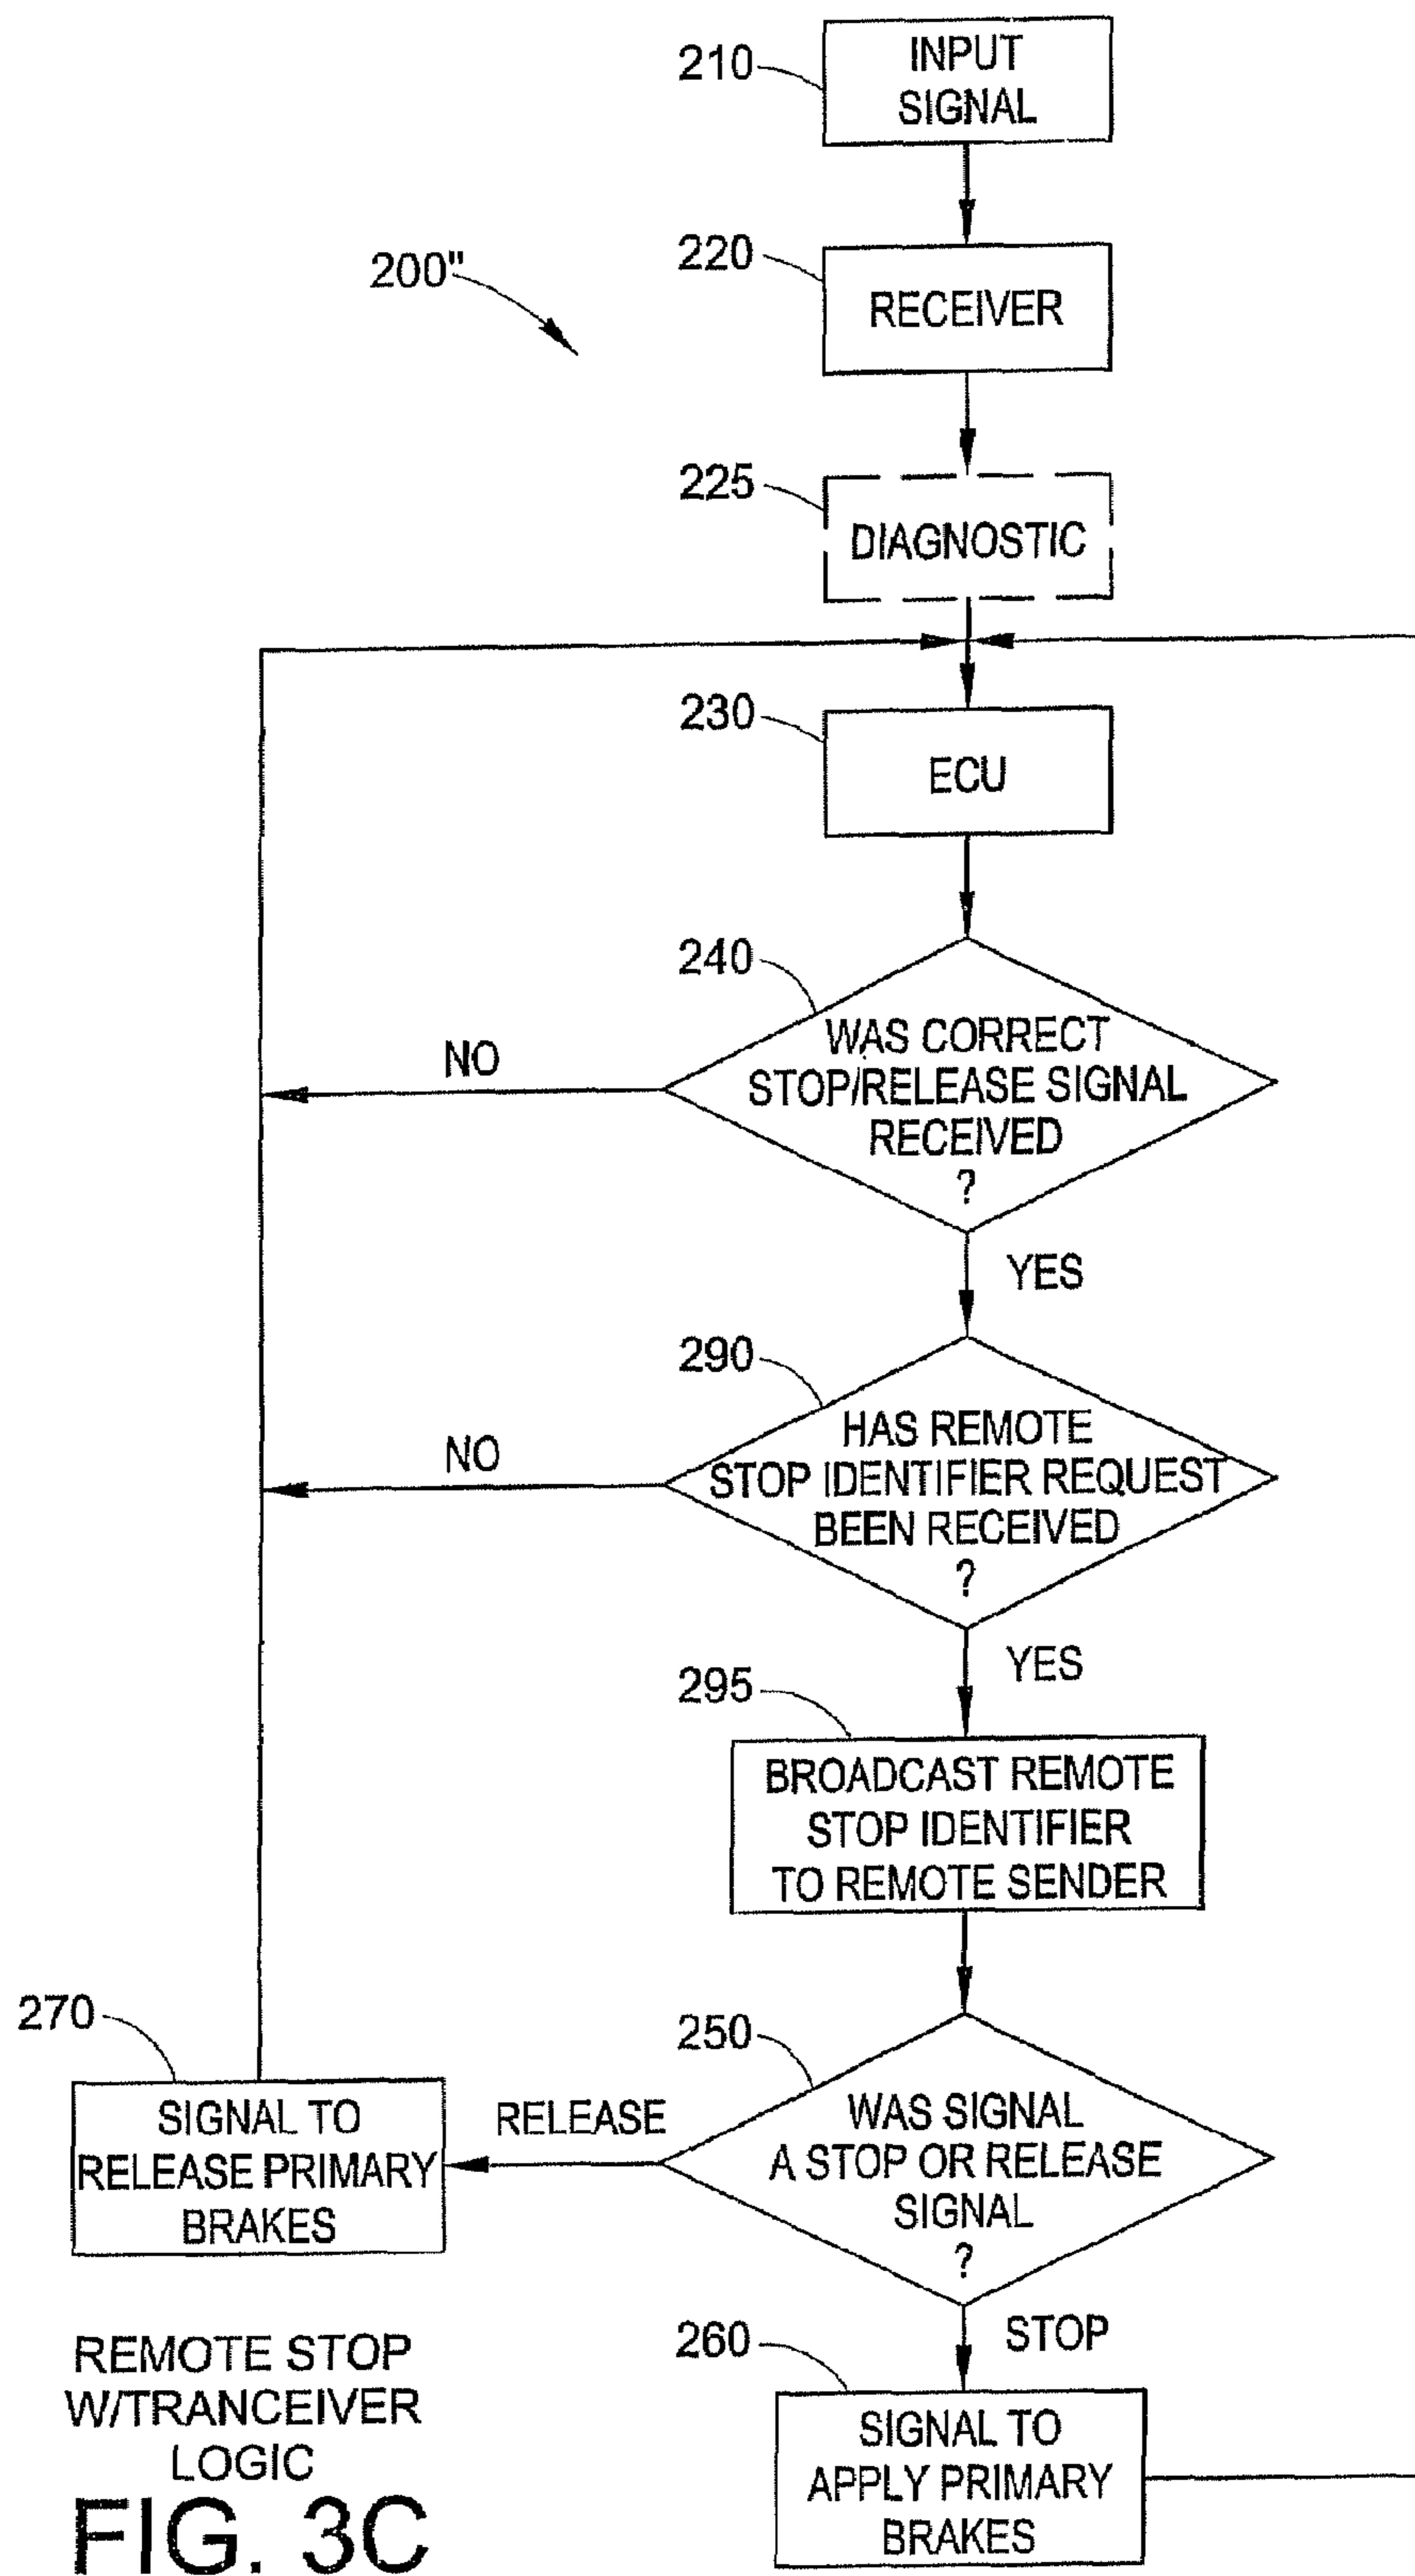 210
INPUT
SIGNAL
200"
220
RECEIVER
225
DIAGNOSTIC
230
ECU
240
WAS CORRECT
STOP/RELEASE SIGNAL
RECEIVED
?
NO
YES
290
HAS REMOTE
STOP IDENTIFIER REQUEST
BEEN RECEIVED
?
NO
YES
295
BROADCAST REMOTE
STOP IDENTIFIER
TO REMOTE SENDER
250
WAS SIGNAL
A STOP OR RELEASE
SIGNAL
?
RELEASE
270
SIGNAL TO
RELEASE PRIMARY
BRAKES
STOP
260
SIGNAL TO
APPLY PRIMARY
BRAKES
REMOTE STOP
W/TRANCEIVER
LOGIC
FIG. 3C